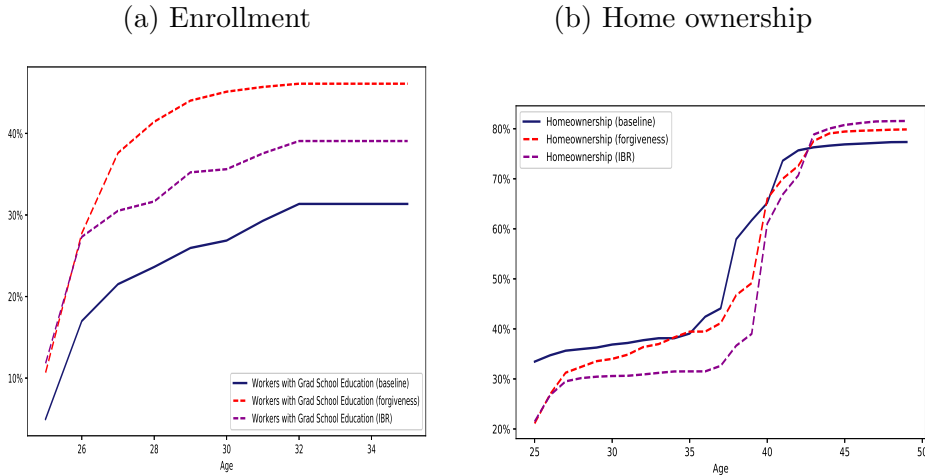 (a) Enrollment
40%
30%
20%
10%
Workers with Grad School Education (baseline)
Workers with Grad School Education (forgiveness)
Workers with Grad School Education (IBR)
26 28 30 32 34
Age
(b) Home ownership
Homeownership (baseline)
Homeownership (forgiveness)
Homeownership (IBR)
80%
70%
60%
50%
40%
30%
20%
25 30 35 40 45 50
Age